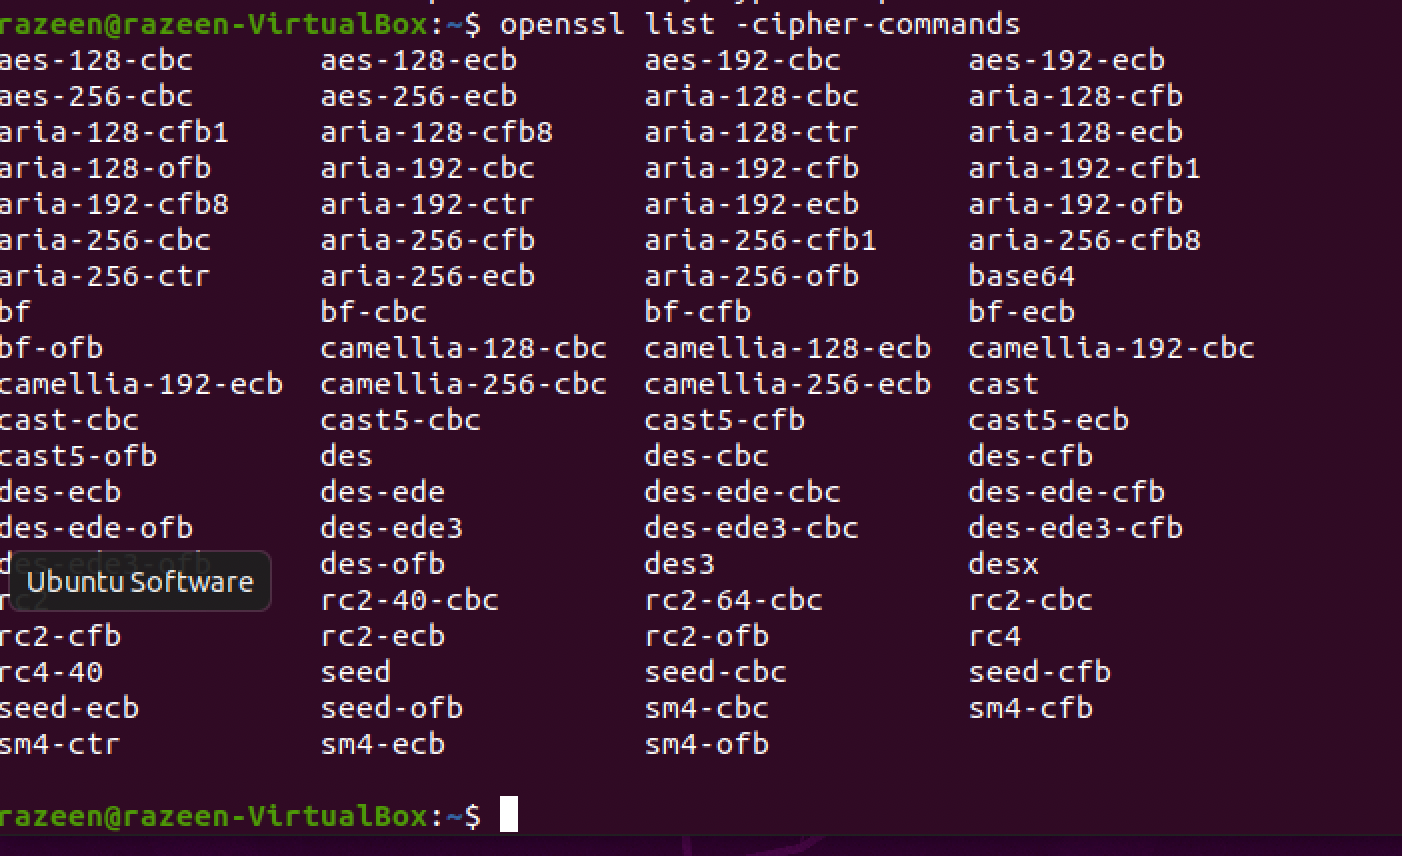 razeen@razeen-VirtualBox:~$ openssl list -cipher-commands
aes-128-cbc aes-128-ecb aes-192-cbc aes-192-ecb
aes-256-cbc aes-256-ecb aria-128-cbc aria-128-cfb
aria-128-cfb1 aria-128-cfb8 aria-128-ctr aria-128-ecb
aria-128-ofb aria-192-cbc aria-192-cfb aria-192-cfb1
aria-192-cfb8 aria-192-ctr aria-192-ecb aria-192-ofb
aria-256-cbc aria-256-cfb aria-256-cfb1 aria-256-cfb8
aria-256-ctr aria-256-ecb aria-256-ofb base64
bf bf-cbc bf-cfb bf-ecb
bf-ofb camellia-128-cbc camellia-128-ecb camellia-192-cbc
camellia-192-ecb camellia-256-cbc camellia-256-ecb cast
cast-cbc cast5-cbc cast5-cfb cast5-ecb
cast5-ofb des des-cbc des-cfb
des-ecb des-ede des-ede-cbc des-ede-cfb
des-ede-ofb des-ede3 des-ede3-cbc des-ede3-cfb
des-ede3-ofb des-ofb des3 desx
Ubuntu Software
rc2 rc2-40-cbc rc2-64-cbc rc2-cbc
rc2-cfb rc2-ecb rc2-ofb rc4
rc4-40 seed seed-cbc seed-cfb
seed-ecb seed-ofb sm4-cbc sm4-cfb
sm4-ctr sm4-ecb sm4-ofb
razeen@razeen-VirtualBox:~$